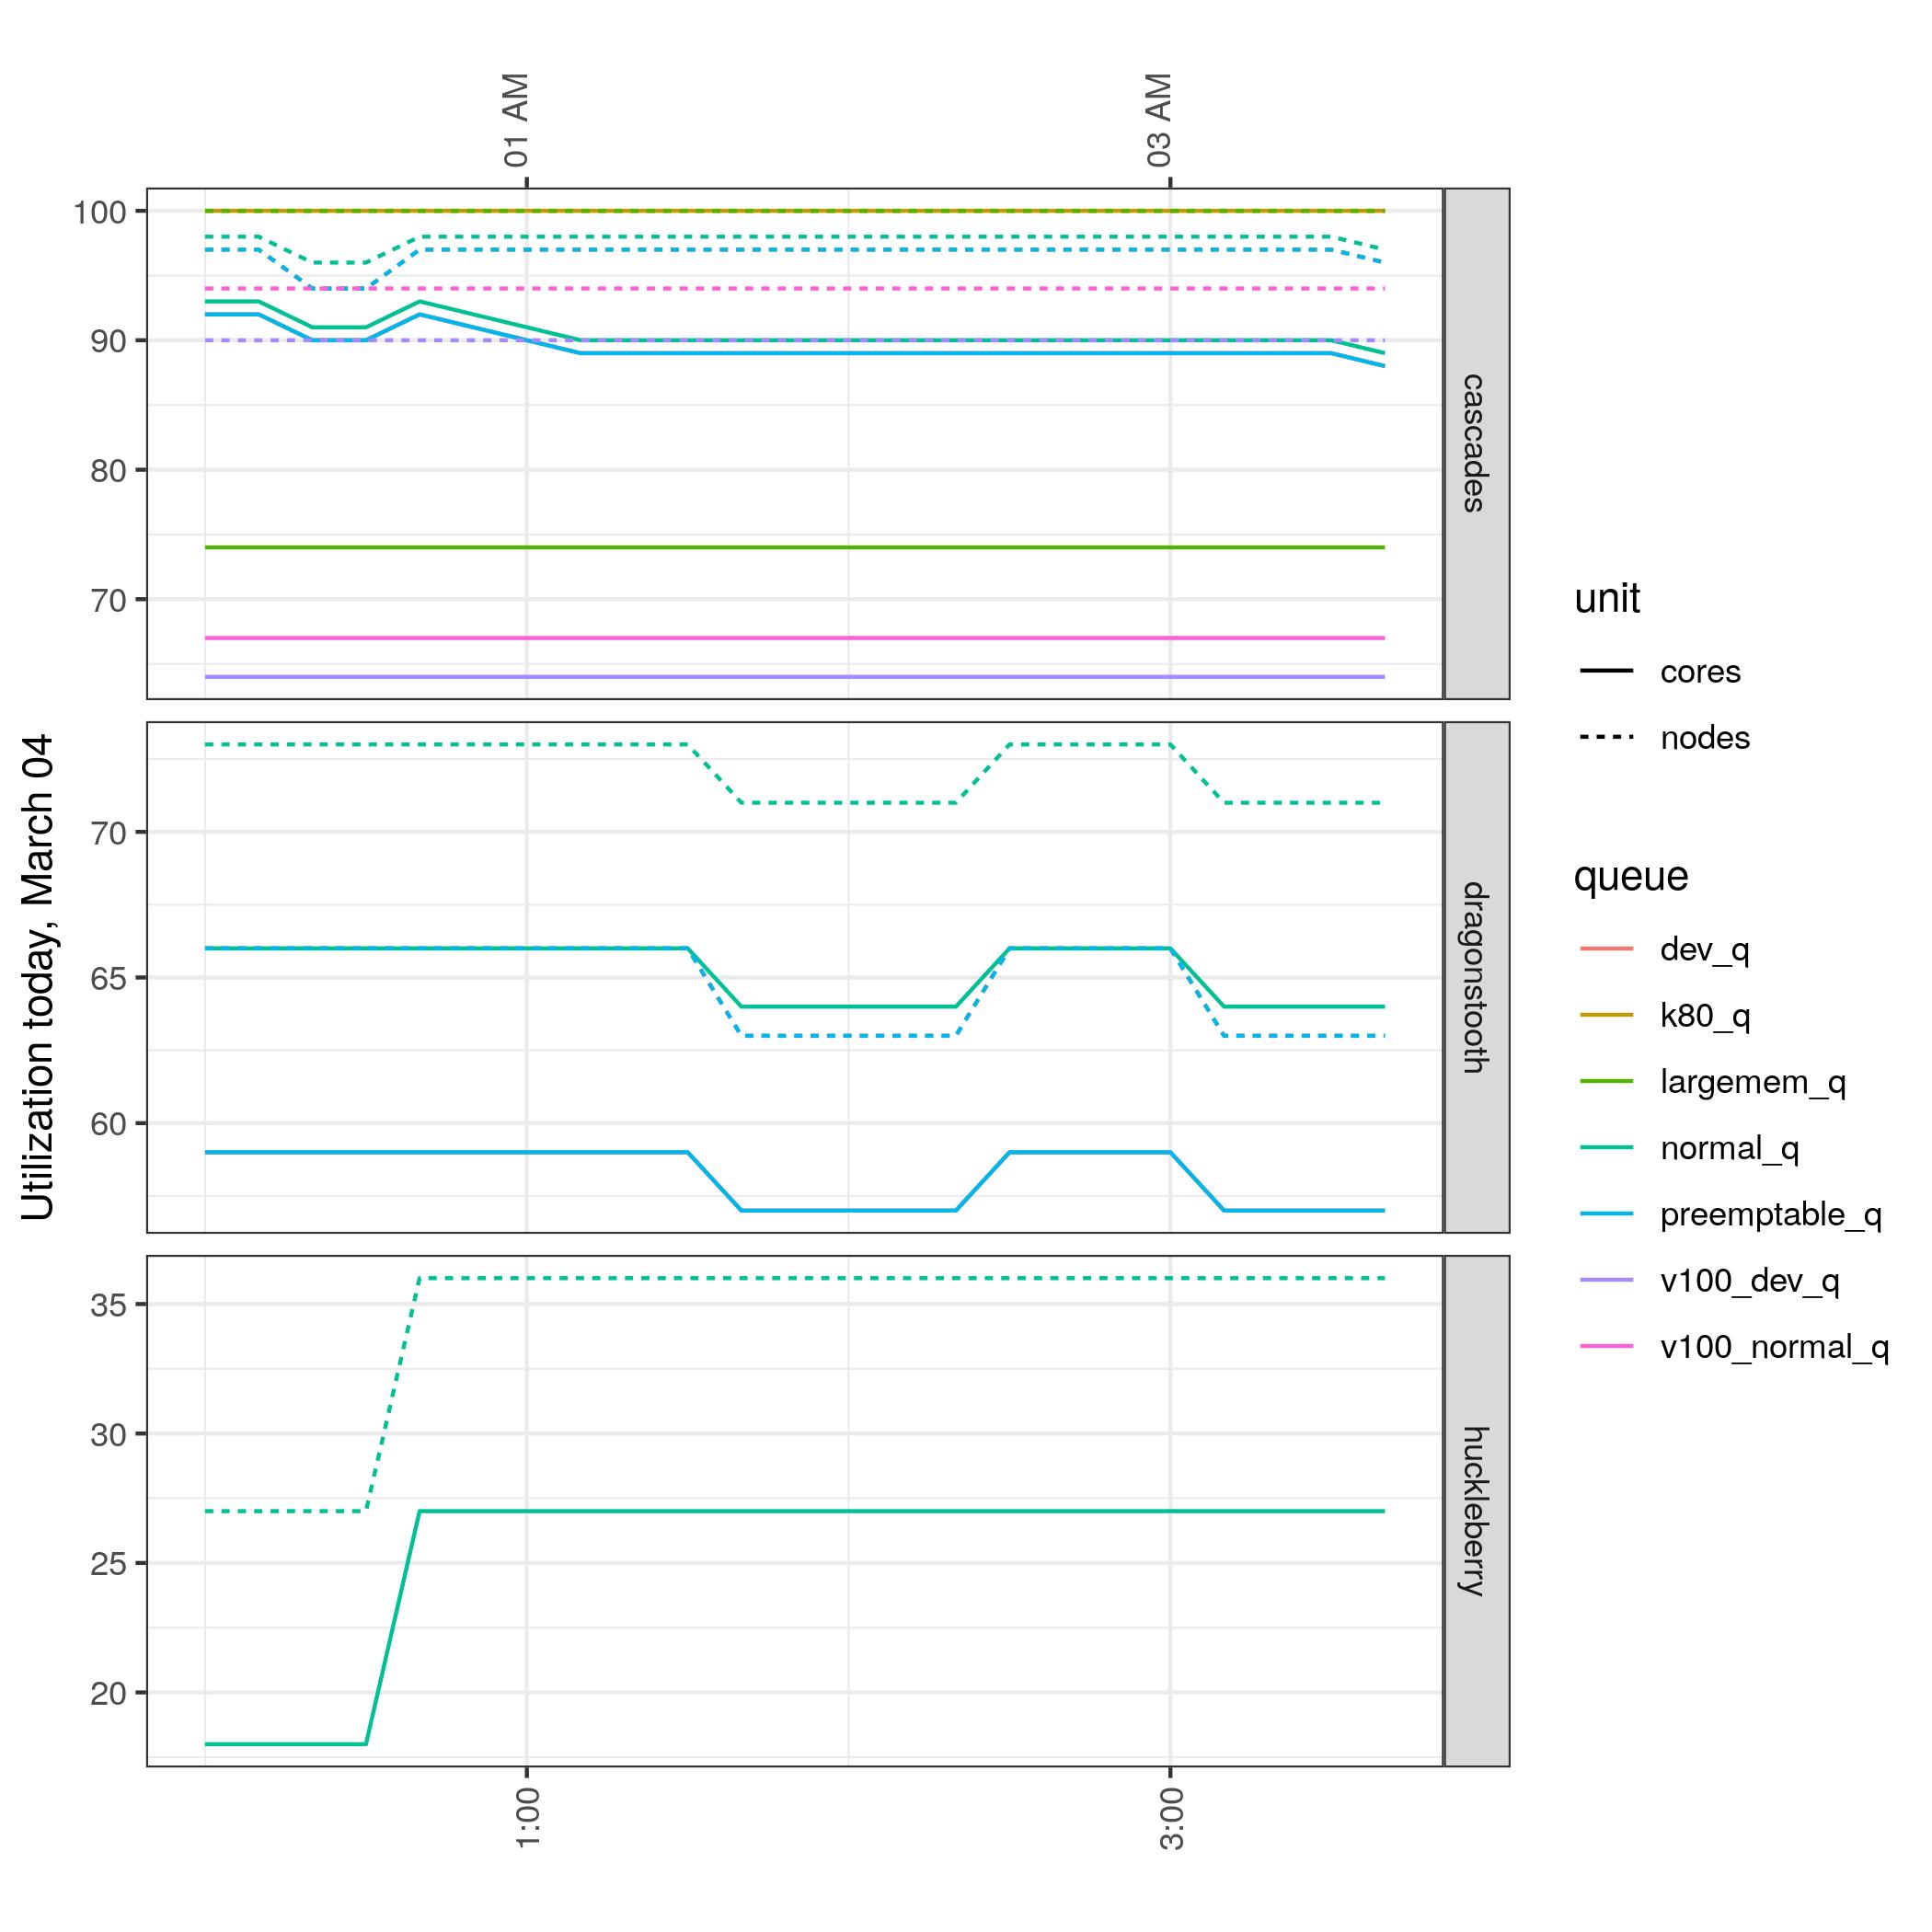 01 AM
03 AM
100
90
80
70
cascades
70
65
60
dragonstooth
35
30
25
20
huckleberry
1:00
3:00
Utilization today, March 04
unit
cores
nodes
queue
dev_q
k80_q
largemem_q
normal_q
preemptable_q
v100_dev_q
v100_normal_q